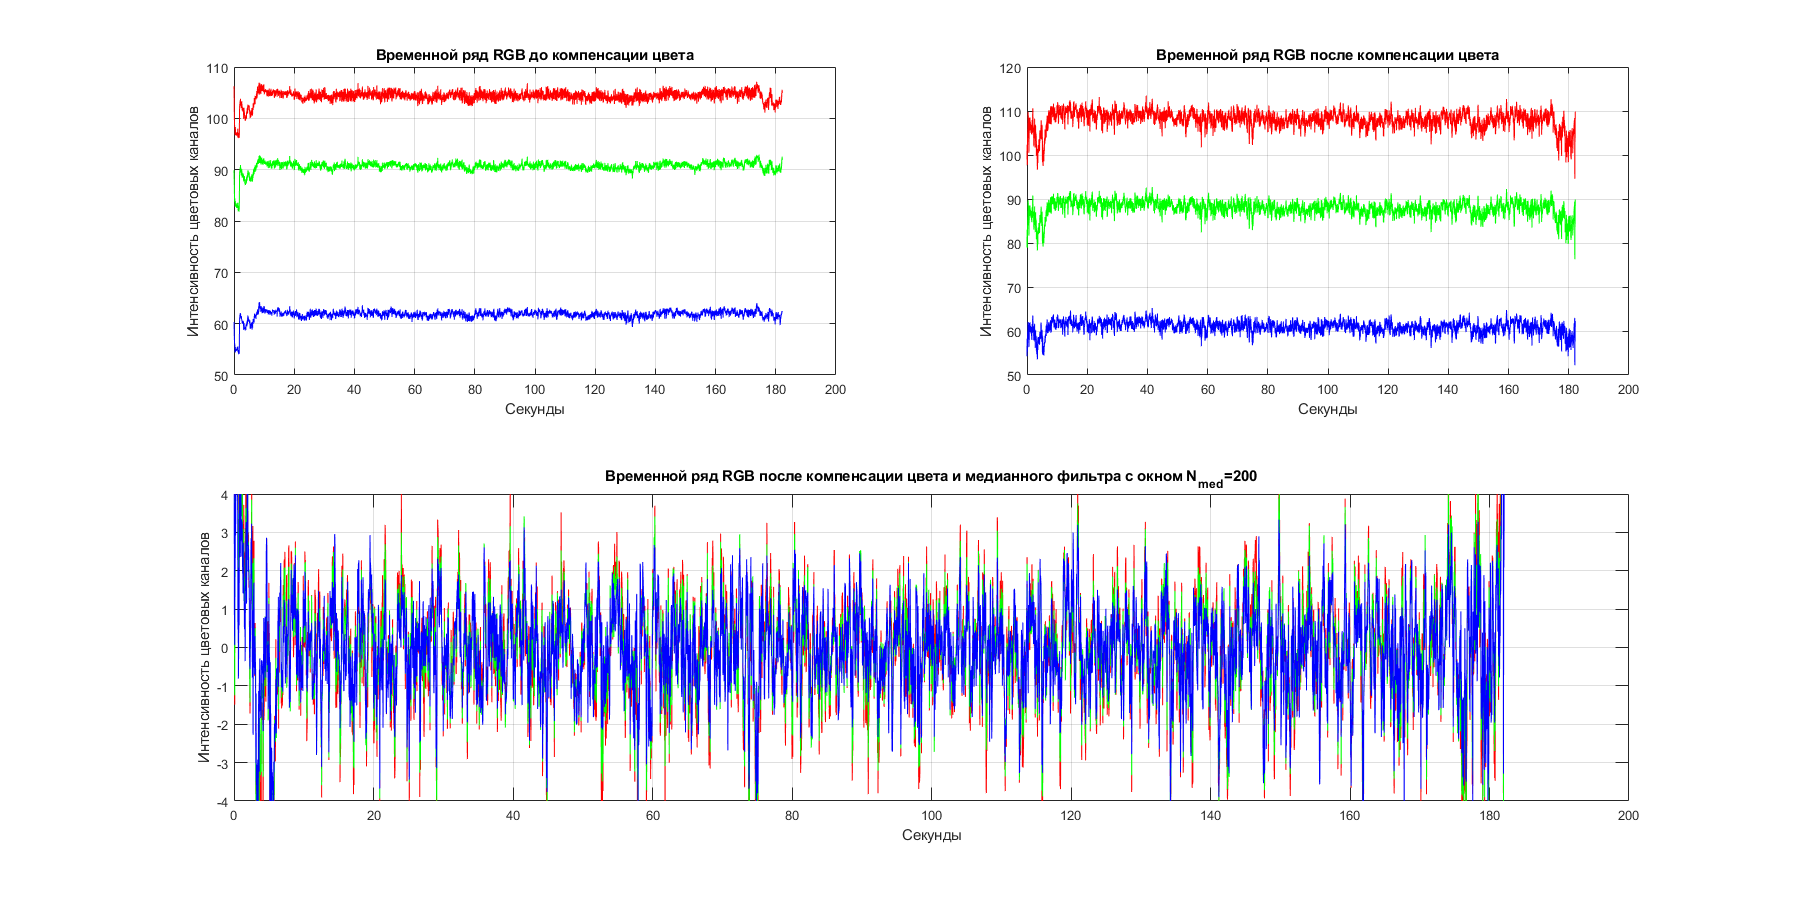 Временной ряд RGB до компенсации цвета
110
100
90
80
70
60
50
Интенсивность цветовых каналов
0 20 40 60 80 100 120 140 160 180 200
Секунды
Временной ряд RGB после компенсации цвета
120
110
100
90
80
70
60
50
Интенсивность цветовых каналов
0 20 40 60 80 100 120 140 160 180 200
Секунды
Временной ряд RGB после компенсации цвета и медианного фильтра с окном N_med=200
4
3
2
1
0
-1
-2
-3
-4
Интенсивность цветовых каналов
0 20 40 60 80 100 120 140 160 180 200
Секунды